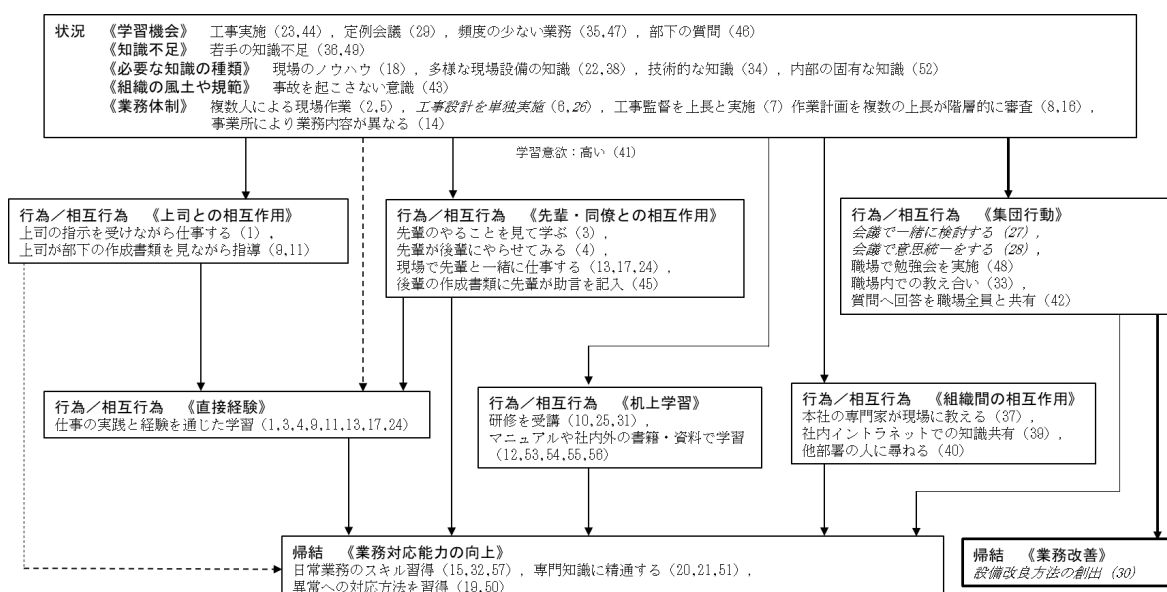 状況 《学習機会》 工事実施 (23,44) , 定例会議 (29) , 頻度の少ない業務 (35,47) , 部下の質問 (46)
《知識不足》 若手の知識不足 (36,49)
《必要な知識の種類》 現場のノウハウ (18) , 多様な現場設備の知識 (22,38) , 技術的な知識 (34) , 内部の固有な知識 (52)
《組織の風土や規範》 事故を起こさない意識 (43)
《業務体制》 複数人による現場作業 (2,5) , 工事設計を単独実施 (6,26) , 工事監督を上長と実施 (7) 作業計画を複数の上長が階層的に審査 (8,16) ,
事業所により業務内容が異なる (14)
学習意欲：高い (41)
行為／相互行為 《上司との相互作用》
上司の指示を受けながら仕事する (1) ,
上司が部下の作成書類を見ながら指導 (9,11)
行為／相互行為 《先輩・同僚との相互作用》
先輩のやることを見て学ぶ (3) ,
先輩が後輩にやらせてみる (4) ,
現場で先輩と一緒に仕事する (13,17,24) ,
後輩の作成書類に先輩が助言を記入 (45)
行為／相互行為 《集団行動》
会議で一緒に検討する (27) ,
会議で意思統一をする (28) ,
職場で勉強会を実施 (48)
職場内での教え合い (33) ,
質問へ回答を職場全員と共有 (42)
行為／相互行為 《直接経験》
仕事の実践と経験を通じた学習 (1,3,4,9,11,13,17,24)
行為／相互行為 《机上学習》
研修を受講 (10,25,31) ,
マニュアルや社内外の書籍・資料で学習
(12,53,54,55,56)
行為／相互行為 《組織間の相互作用》
本社の専門家が現場に教える (37) ,
社内イントラネットでの知識共有 (39) ,
他部署の人に尋ねる (40)
帰結 《業務対応能力の向上》
日常業務のスキル習得 (15,32,57) , 専門知識に精通する (20,21,51) ,
異常への対応方法を習得 (19,50)
帰結 《業務改善》
設備改良方法の創出 (30)